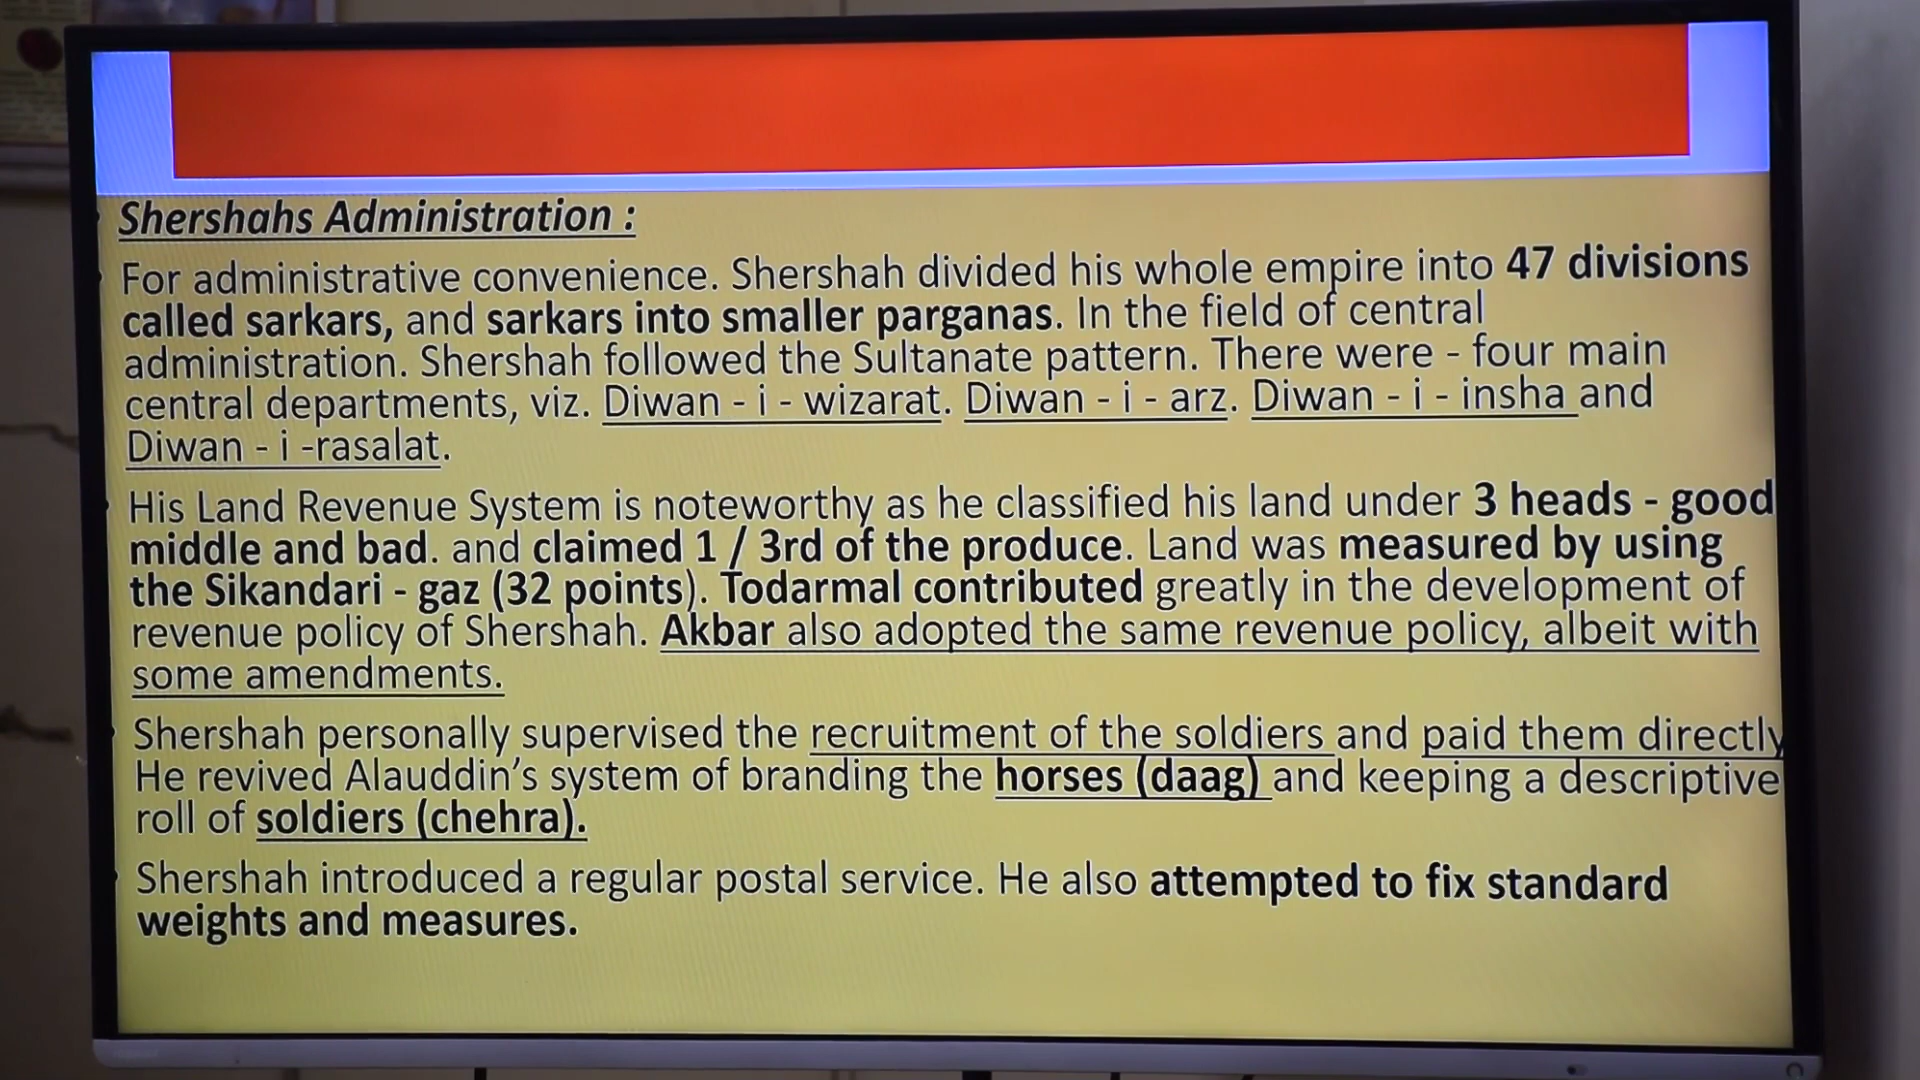 Shershahs Administration :
For administrative convenience. Shershah divided his whole empire into 47 divisions
called sarkars, and sarkars into smaller parganas. In the field of central
administration. Shershah followed the Sultanate pattern. There were - four main
central departments, viz. Diwan - i - wizarat. Diwan - i - arz. Diwan - i - insha and
Diwan - i -rasalat.
His Land Revenue System is noteworthy as he classified his land under 3 heads - good
middle and bad. and claimed 1 / 3rd of the produce. Land was measured by using
the Sikandari - gaz (32 points). Todarmal contributed greatly in the development of
revenue policy of Shershah. Akbar also adopted the same revenue policy, albeit with
some amendments.
Shershah personally supervised the recruitment of the soldiers and paid them directly
He revived Alauddin’s system of branding the horses (daag) and keeping a descriptive
roll of soldiers (chehra).
Shershah introduced a regular postal service. He also attempted to fix standard
weights and measures.